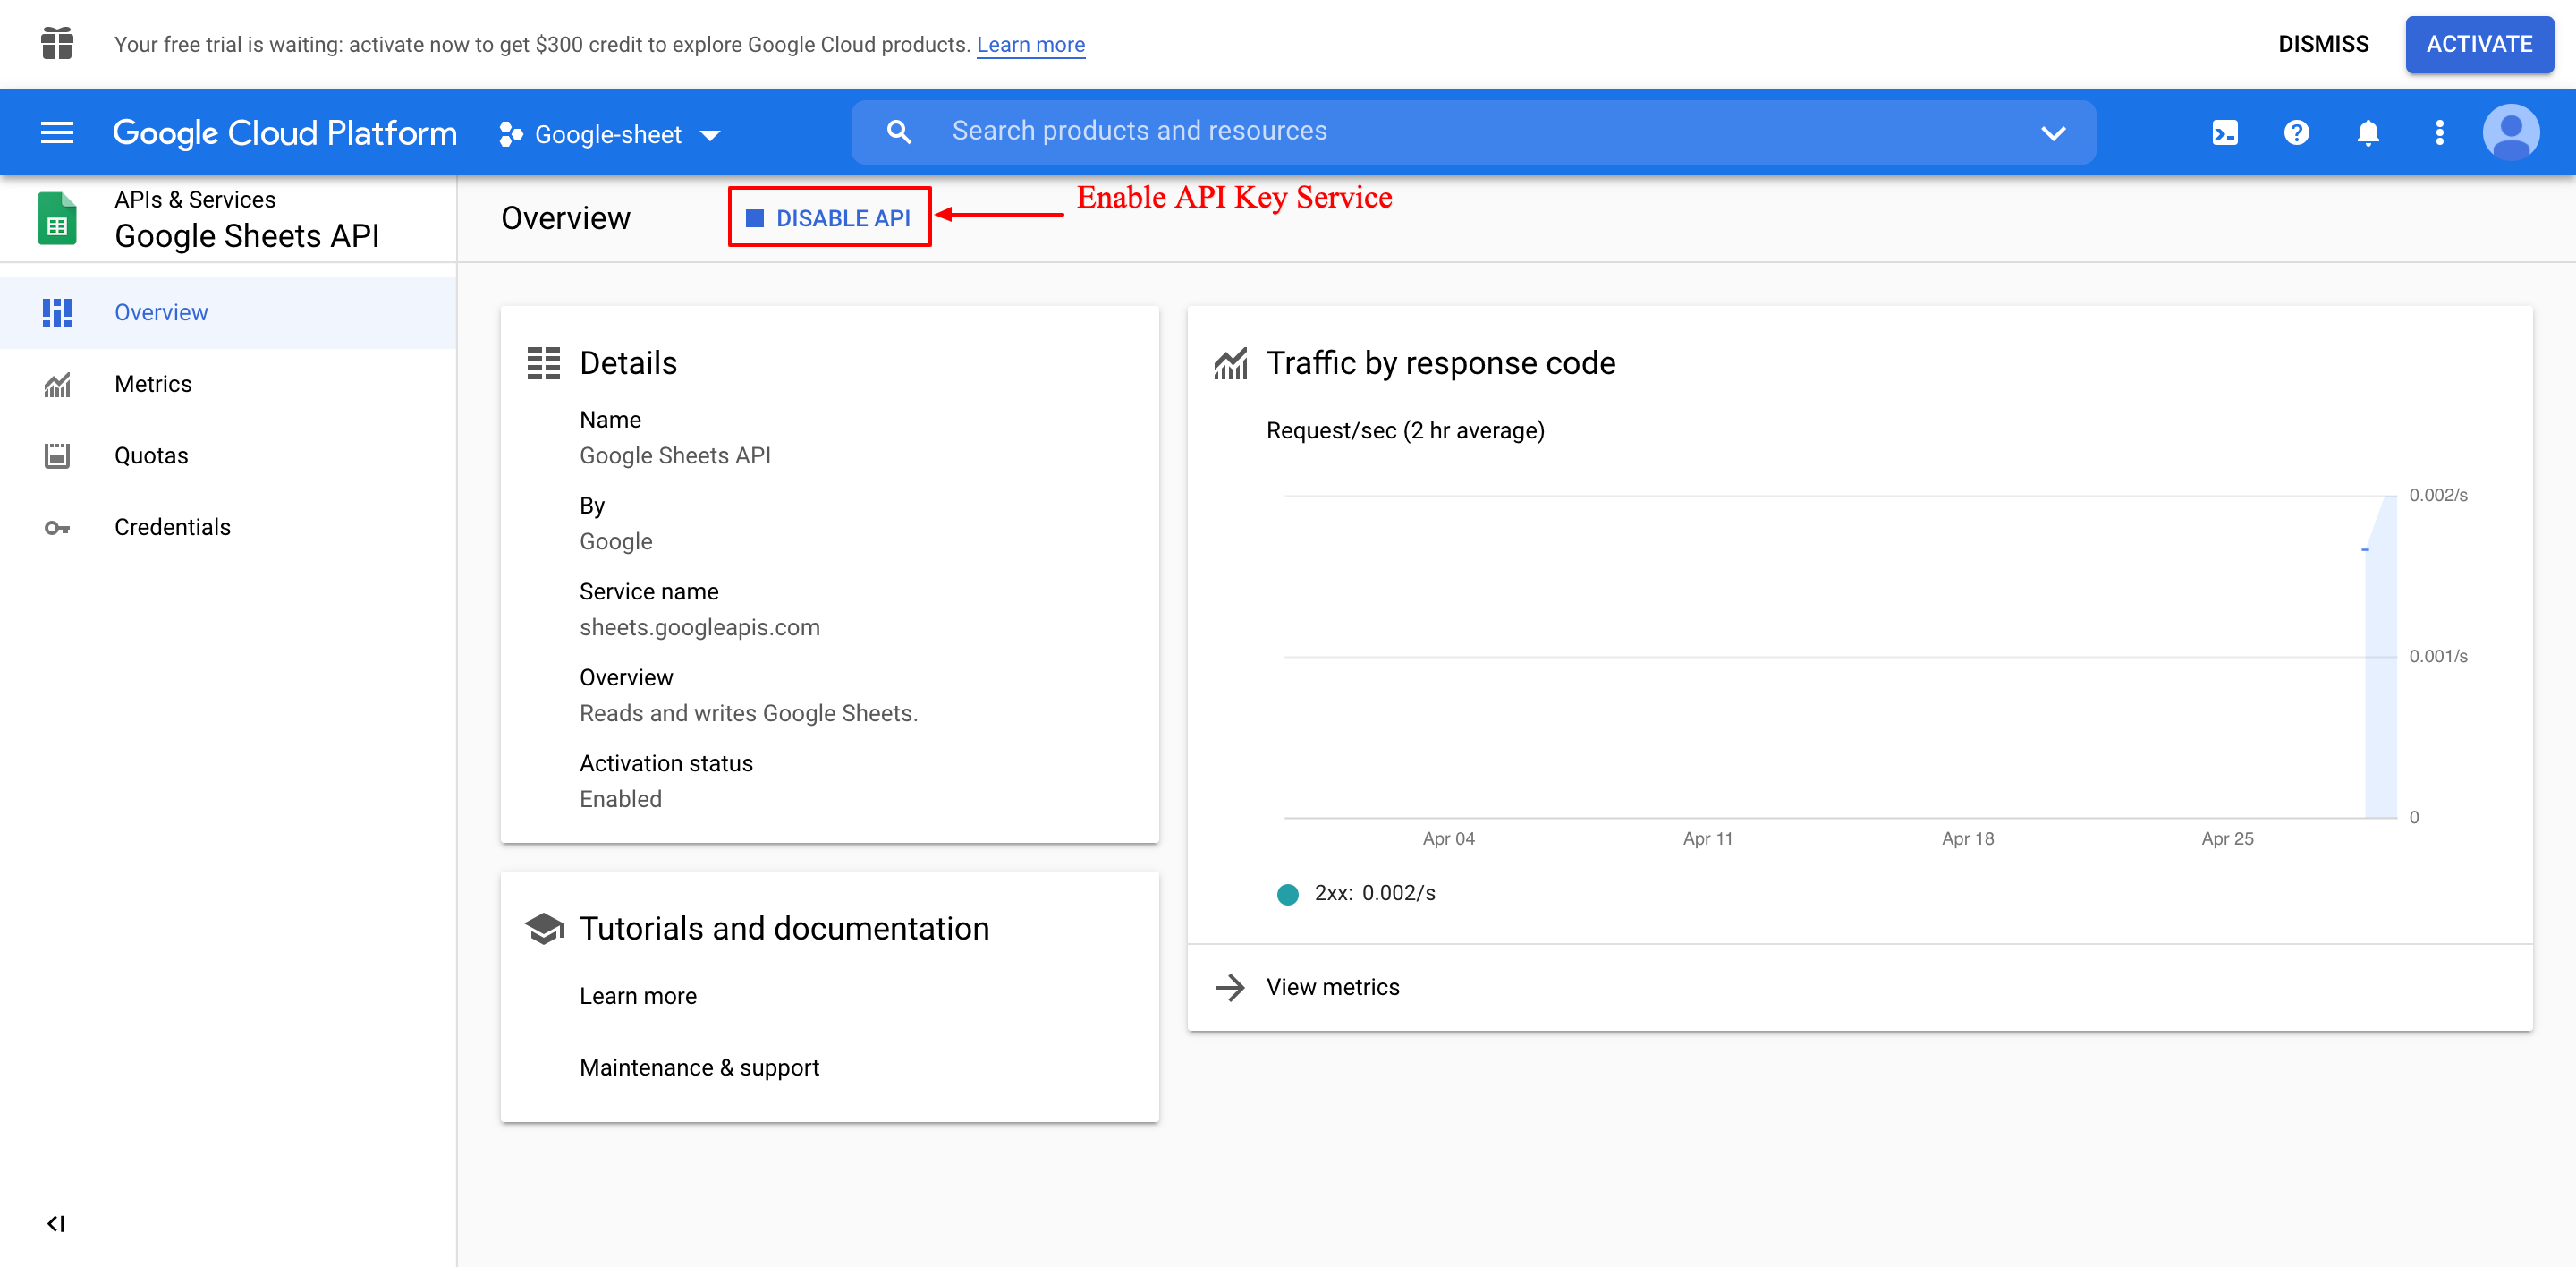 Your free trial is waiting: activate now to get $300 credit to explore Google Cloud products. Learn more
DISMISS
ACTIVATE
Google Cloud Platform
Google-sheet
Search products and resources
APIs & Services
Google Sheets API
Overview
DISABLE API
Enable API Key Service
Overview
Metrics
Quotas
Credentials
Details
Name
Google Sheets API
By
Google
Service name
sheets.googleapis.com
Overview
Reads and writes Google Sheets.
Activation status
Enabled
Tutorials and documentation
Learn more
Maintenance & support
Traffic by response code
Request/sec (2 hr average)
0.002/s
0.001/s
0
Apr 04
Apr 11
Apr 18
Apr 25
2xx: 0.002/s
View metrics